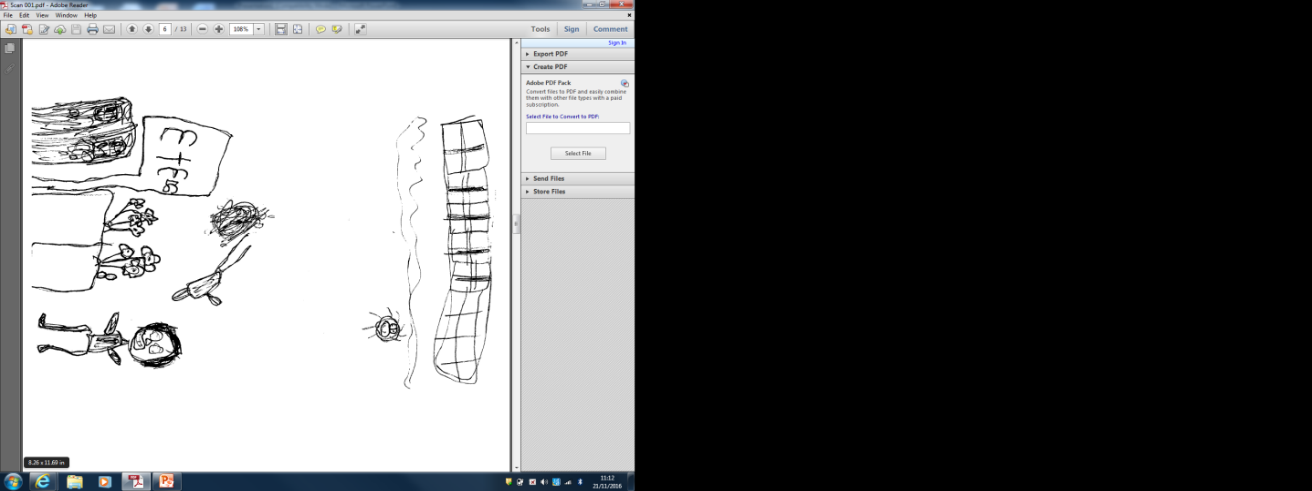 Scan 001.pdf - Adobe Reader
File Edit View Window Help
6 / 13 108% Tools Sign Comment
Sign In
Export PDF
Create PDF
Adobe PDF Pack
Convert files to PDF and easily combine
them with other file types with a paid
subscription.
Select File to Convert to PDF:
Select File
Send Files
Store Files
8.26 x 11.69 in
11:12
21/11/2016